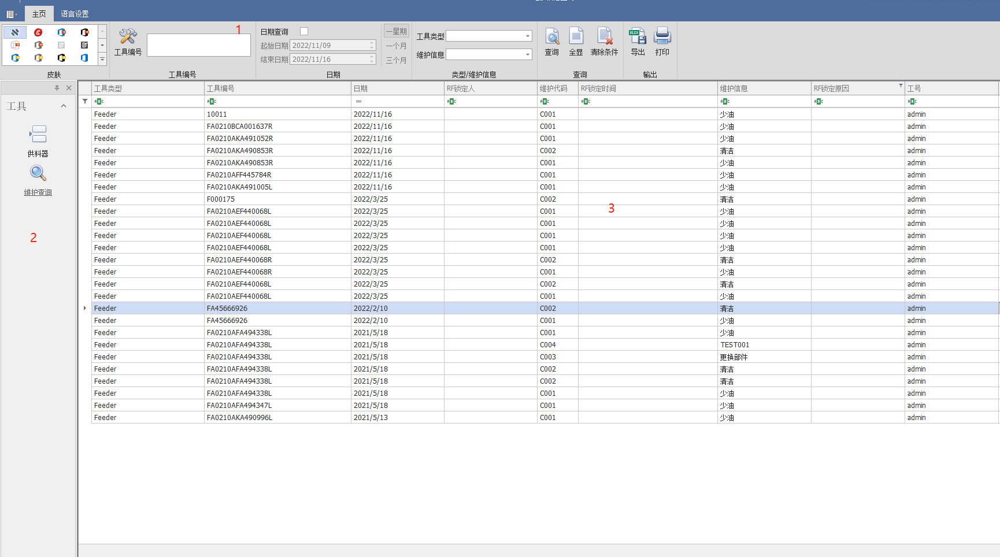 主页 语言设置
1
工具编号
日期查询
起始日期 2022/11/09
结束日期 2022/11/16
一星期
一个月
三个月
工具类型
维护信息
查询 全显 清除条件 导出 打印
皮肤 工具编号 日期 类型/维护信息 查询 输出
工具
供料器
维护查询
2
工具类型 工具编号 日期 RF锁定人 维护代码 RF锁定时间 维护信息 RF锁定原因 工号
ABC ABC = ABC ABC ABC ABC ABC ABC
Feeder 10011 2022/11/16 C001 少油 admin
Feeder FA0210BCA001637R 2022/11/16 C001 少油 admin
Feeder FA0210AKA491052R 2022/11/16 C001 少油 admin
Feeder FA0210AKA490853R 2022/11/16 C002 清洁 admin
Feeder FA0210AKA490853R 2022/11/16 C001 少油 admin
Feeder FA0210AFF445784R 2022/11/16 C001 少油 admin
Feeder FA0210AKA491005L 2022/11/16 C001 少油 admin
Feeder F000175 2022/3/25 C002 清洁 admin
3
Feeder FA0210AEF440068L 2022/3/25 C001 少油 admin
Feeder FA0210AEF440068L 2022/3/25 C001 少油 admin
Feeder FA0210AEF440068L 2022/3/25 C001 少油 admin
Feeder FA0210AEF440068L 2022/3/25 C001 少油 admin
Feeder FA0210AEF440068R 2022/3/25 C002 清洁 admin
Feeder FA0210AEF440068R 2022/3/25 C001 少油 admin
Feeder FA0210AEF440068L 2022/3/25 C002 清洁 admin
Feeder FA0210AEF440068L 2022/3/25 C001 少油 admin
Feeder FA45666926 2022/2/10 C002 清洁 admin
Feeder FA45666926 2022/2/10 C001 少油 admin
Feeder FA0210AFA494338L 2021/5/18 C001 少油 admin
Feeder FA0210AFA494338L 2021/5/18 C004 TEST001 admin
Feeder FA0210AFA494338L 2021/5/18 C003 更换部件 admin
Feeder FA0210AFA494338L 2021/5/18 C002 清洁 admin
Feeder FA0210AFA494338L 2021/5/18 C002 清洁 admin
Feeder FA0210AFA494338L 2021/5/18 C001 少油 admin
Feeder FA0210AFA494347L 2021/5/18 C001 少油 admin
Feeder FA0210AKA490996L 2021/5/13 C001 少油 admin